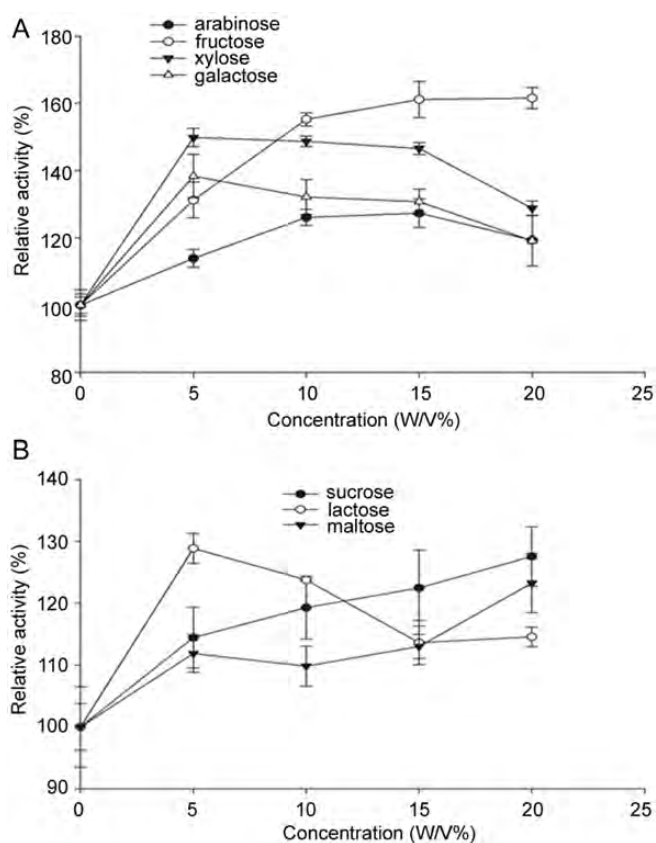 A
arabinose
fructose
xylose
galactose
Relative activity (%)
160
140
120
100
80
0 5 10 15 20 25
Concentration (W/V%)
B
sucrose
lactose
maltose
Relative activity (%)
140
130
120
110
100
90
0 5 10 15 20 25
Concentration (W/V%)